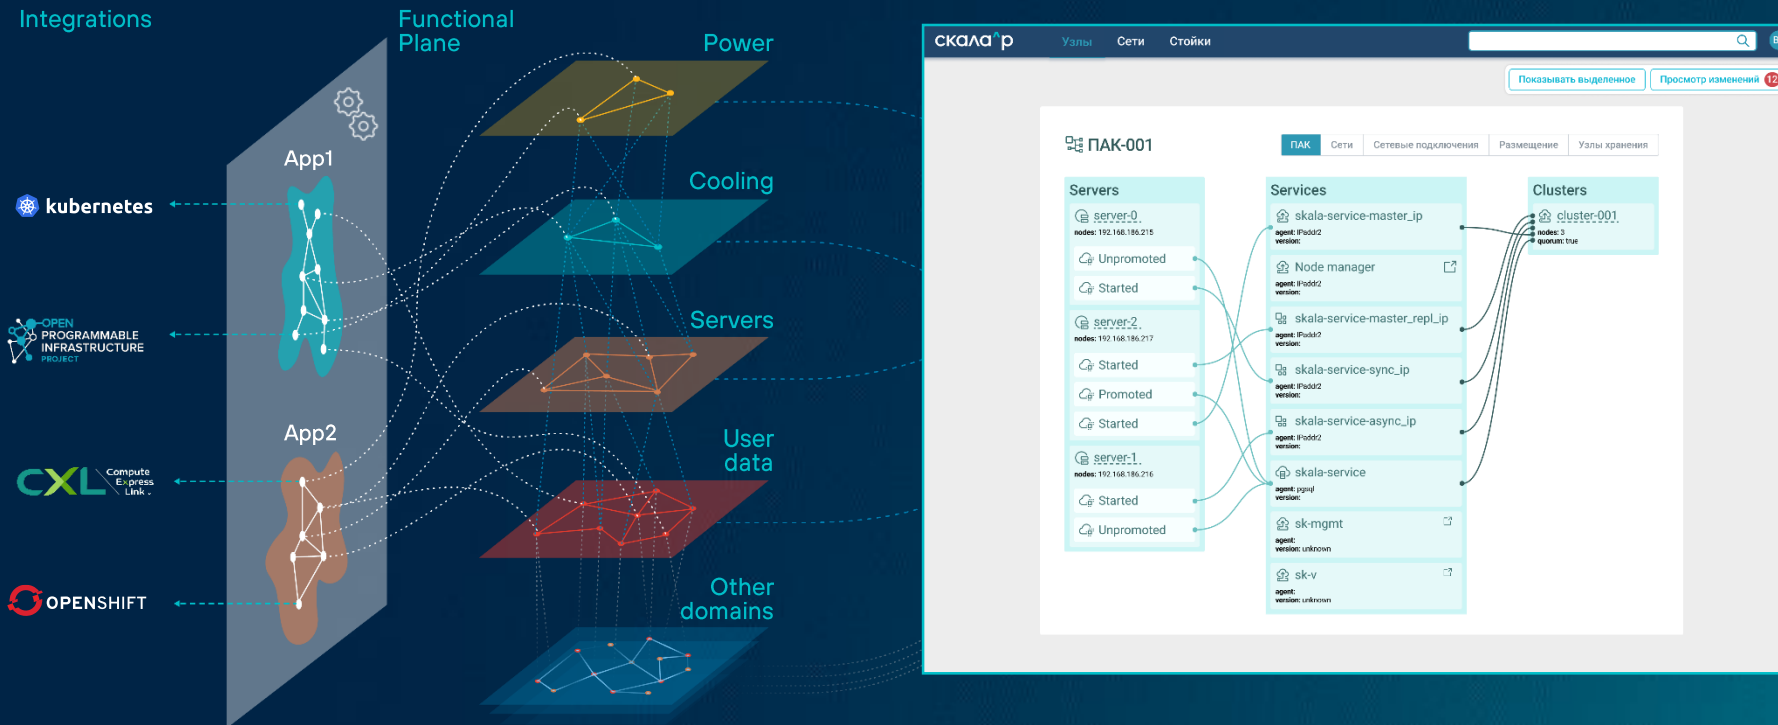 Integrations
Functional
Plane
Power
Cooling
Servers
User
data
Other
domains
App1
App2
kubernetes
OPEN
PROGRAMMABLE
INFRASTRUCTURE
PROJECT
CXL
Compute
Express
Link
OPENSHIFT
скала^р
Узлы
Сети
Стойки
Показывать выделенное
Просмотр изменений
12
ПАК-001
ПАК
Сети
Сетевые подключения
Размещение
Узлы хранения
Servers
server-0
nodes: 192.168.186.215
Unpromoted
Started
server-2
nodes: 192.168.186.217
Started
Promoted
Started
server-1
nodes: 192.168.186.216
Started
Unpromoted
Services
skala-service-master_ip
agent: IPaddr2
version:
Node manager
agent: IPaddr2
version:
skala-service-master_repl_ip
agent: IPaddr2
version:
skala-service-sync_ip
agent: IPaddr2
version:
skala-service-async_ip
agent: IPaddr2
version:
skala-service
agent: pgsql
version:
sk-mgmt
agent:
version: unknown
sk-v
agent:
version: unknown
Clusters
cluster-001
nodes: 3
quorum: true